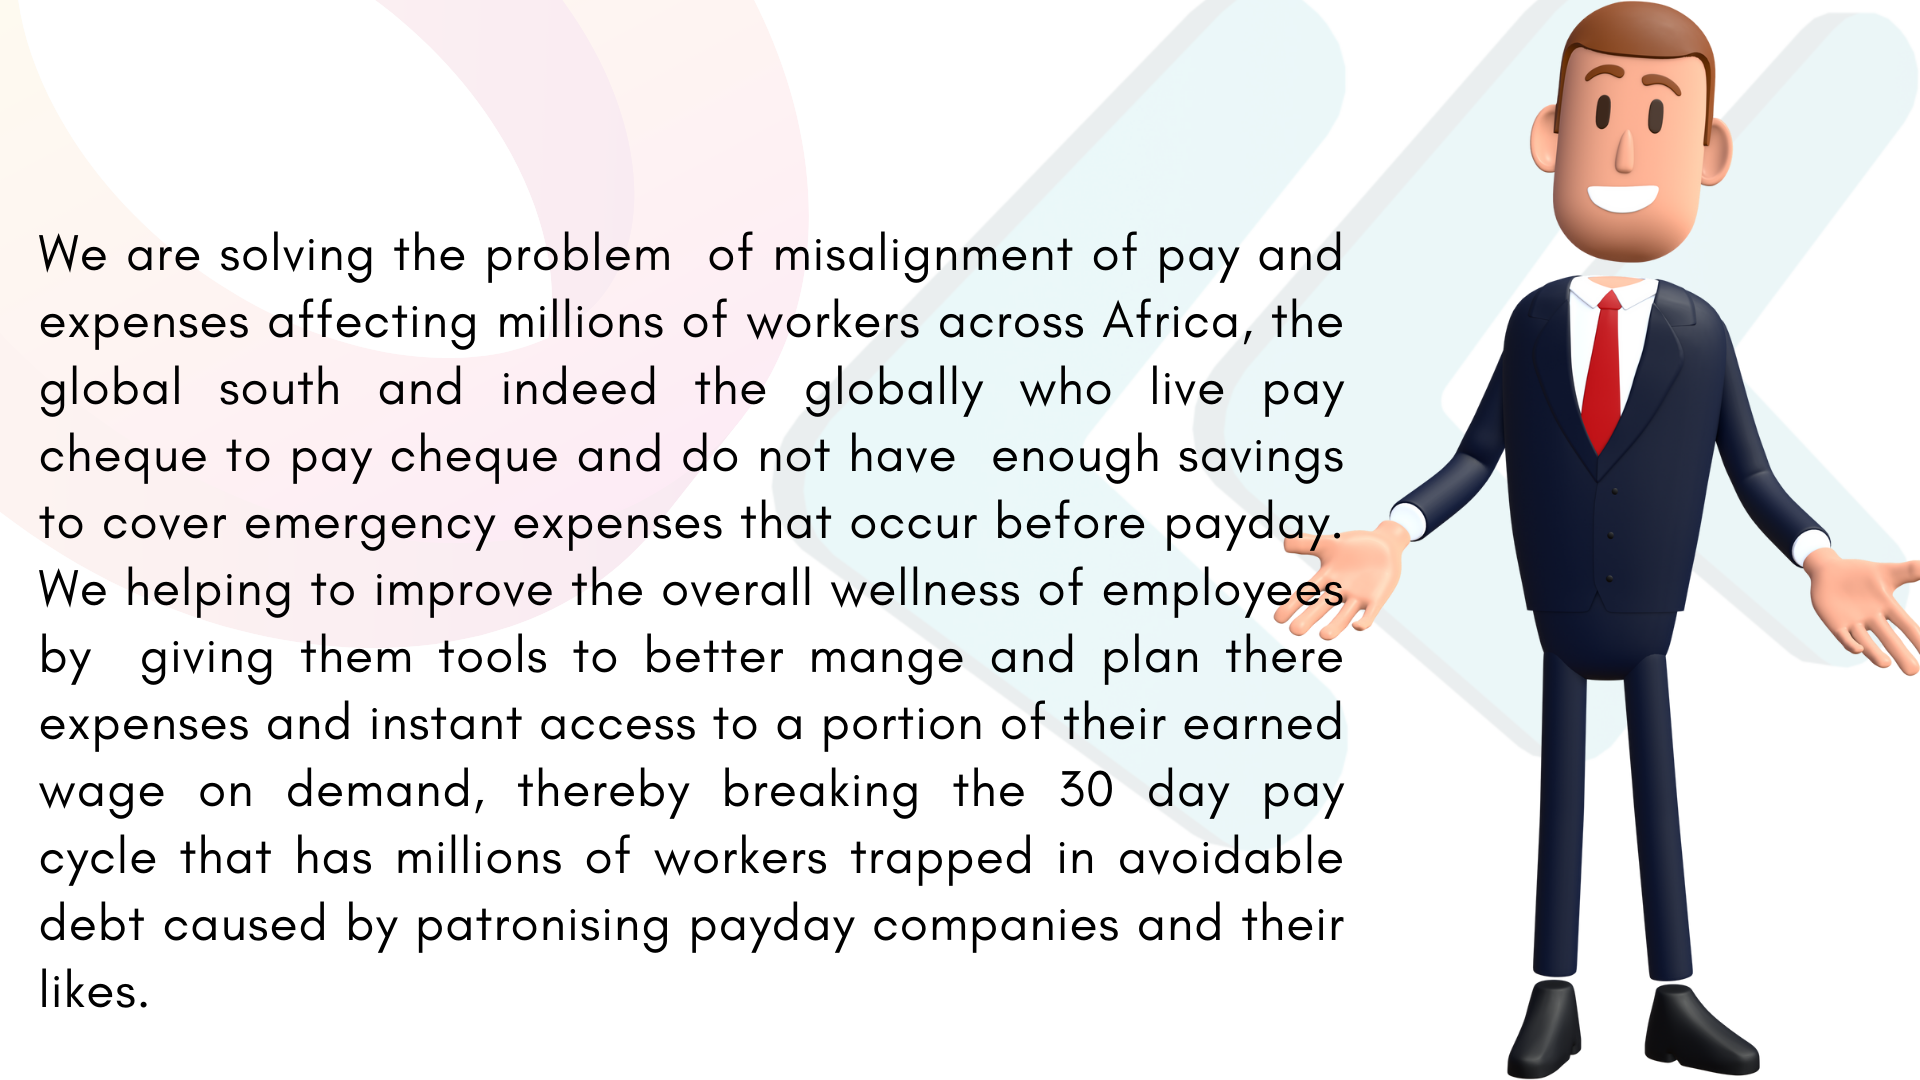 We are solving the problem  of misalignment of pay and
expenses affecting millions of workers across Africa, the
global south and indeed the globally who live pay
cheque to pay cheque and do not have  enough savings
to cover emergency expenses that occur before payday.
We helping to improve the overall wellness of employees
by  giving them tools to better mange and plan there
expenses and instant access to a portion of their earned
wage on demand, thereby breaking the 30 day pay
cycle that has millions of workers trapped in avoidable
debt caused by patronising payday companies and their
likes.